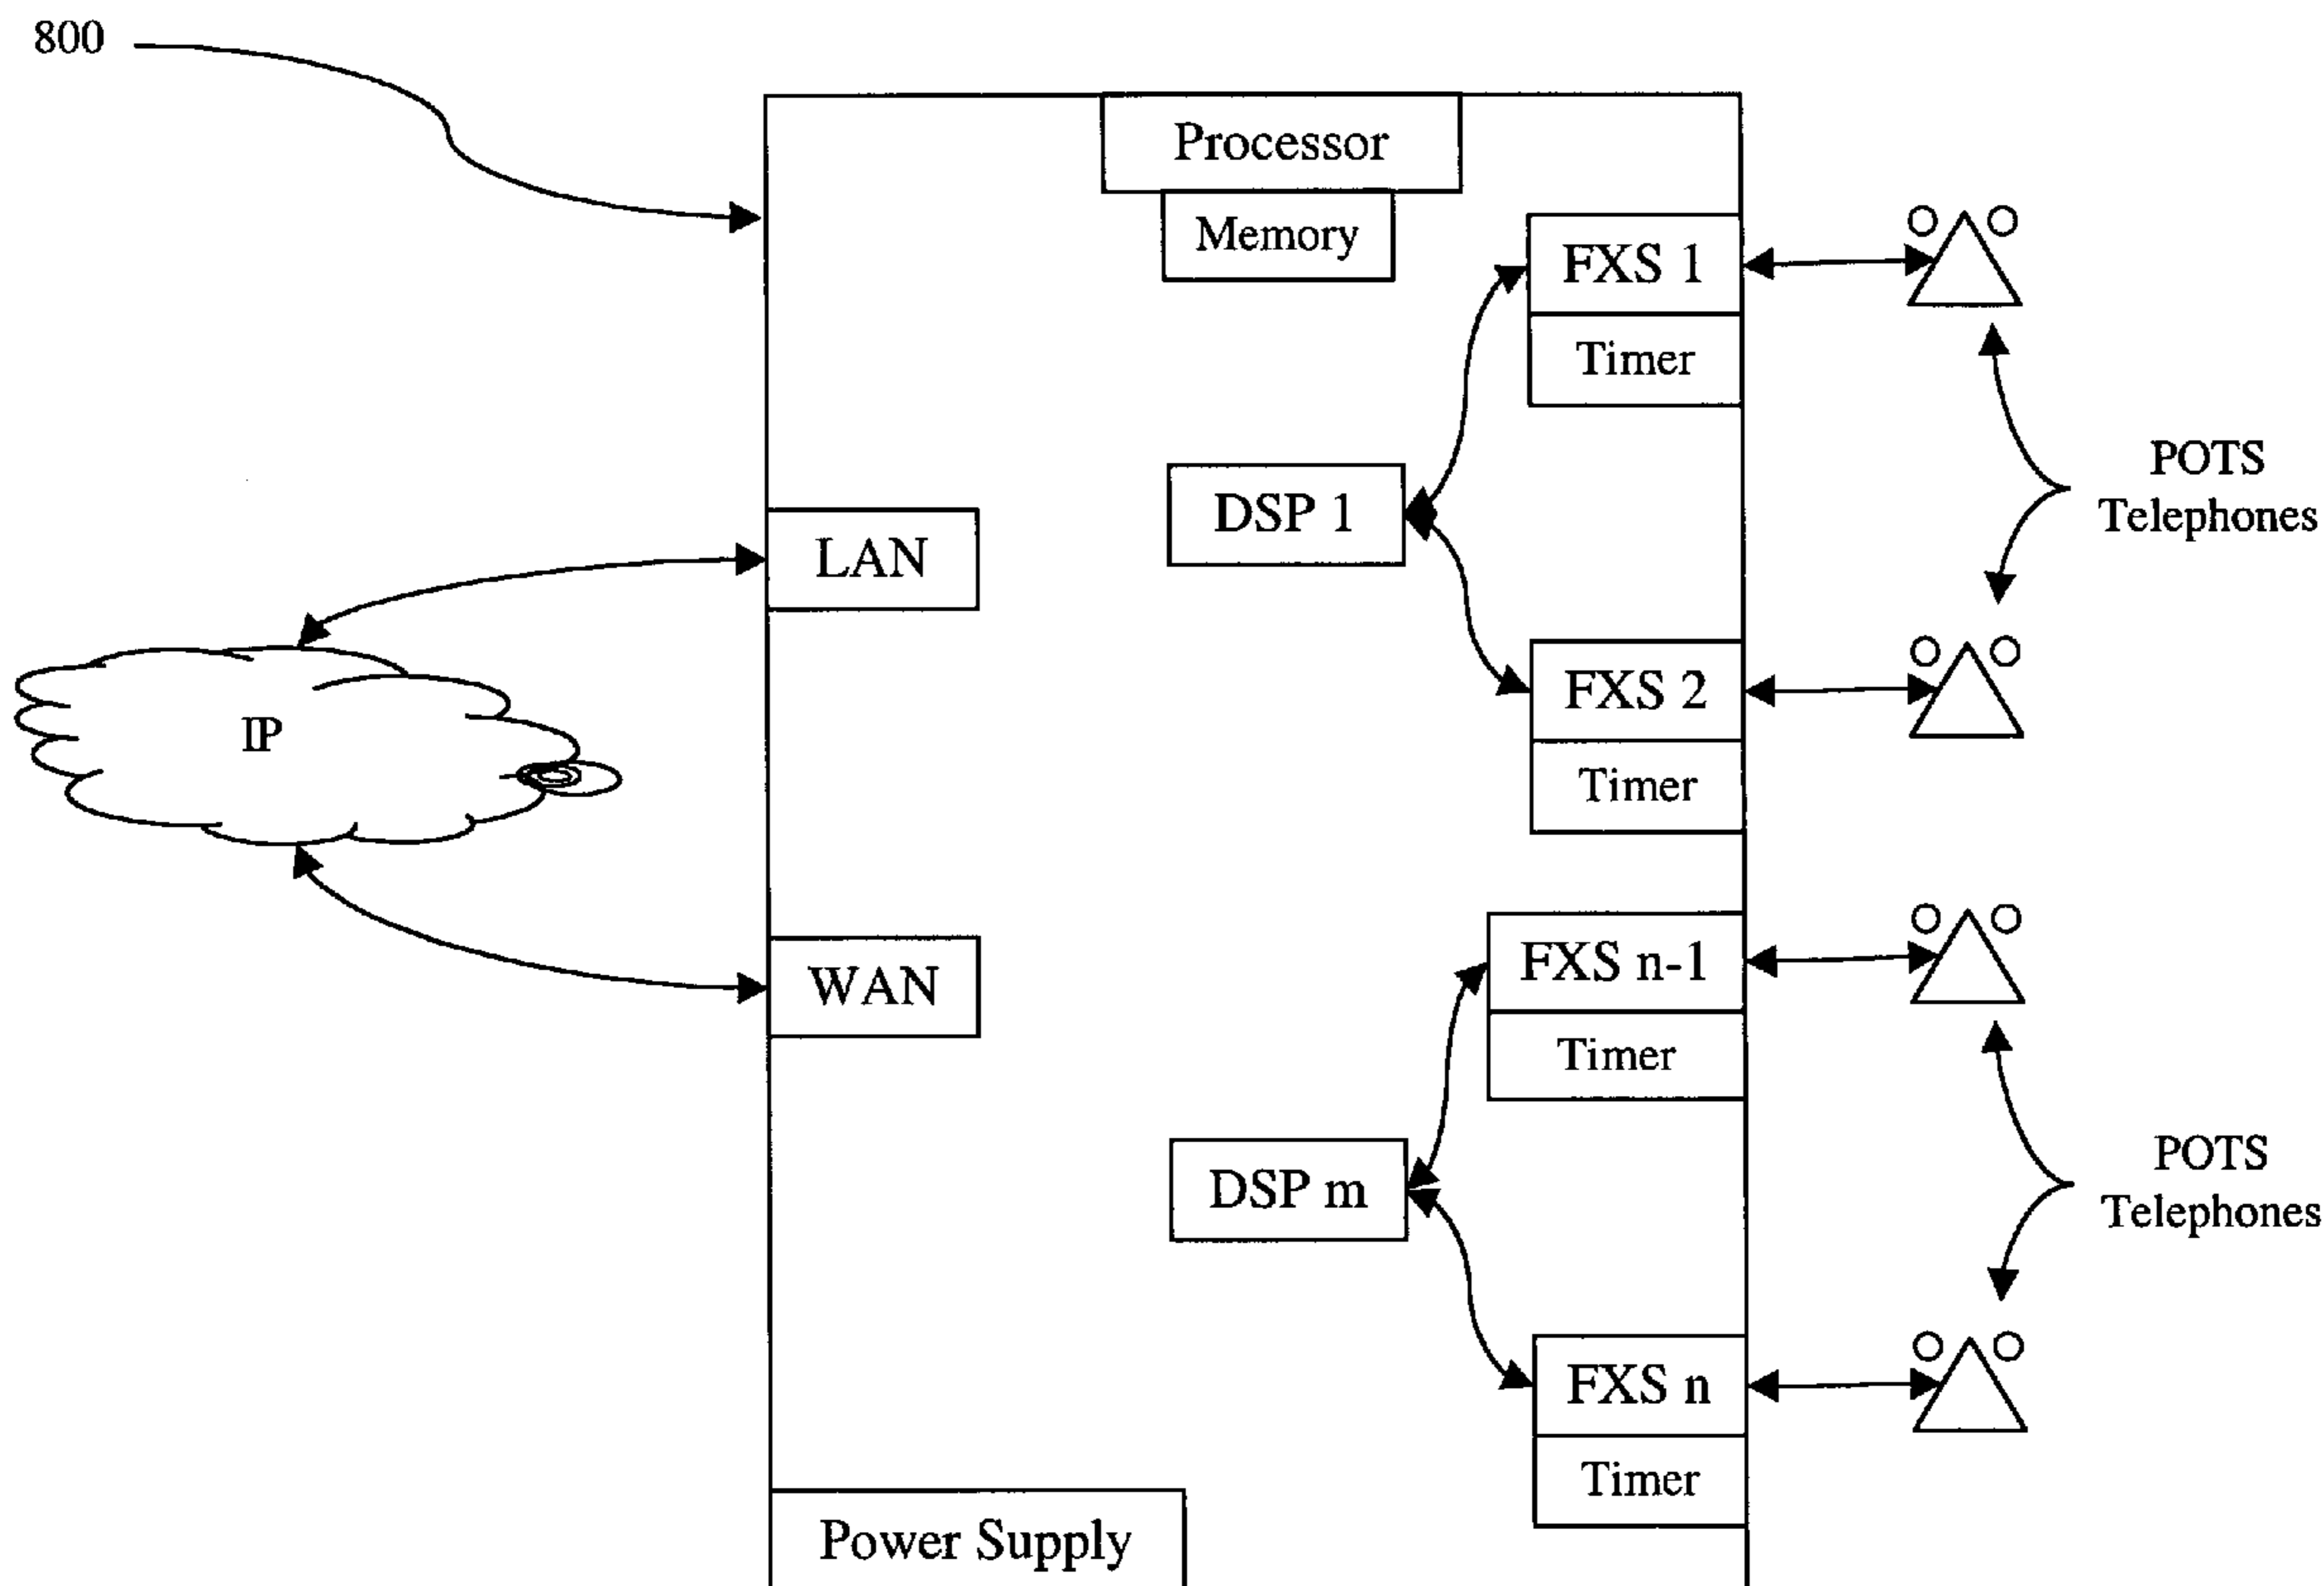 800
Processor
Memory
FXS 1
Timer
POTS
Telephones
DSP 1
LAN
FXS 2
Timer
IP
FXS n-1
Timer
WAN
DSP m
POTS
Telephones
FXS n
Timer
Power Supply